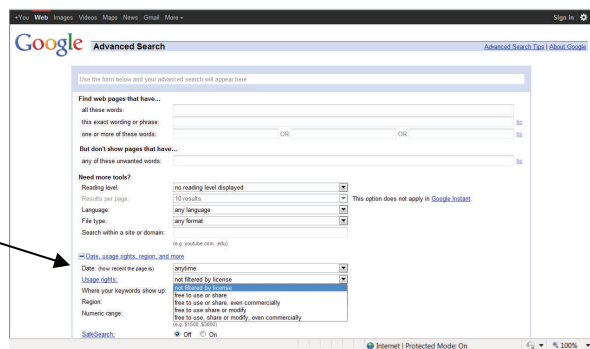 +You Web Images Videos Maps News Gmail More Sign in
Google Advanced Search Advanced Search Tips | About Google
Use the form below and your advanced search will appear here
Find web pages that have...
all these words:
this exact wording or phrase: tip
one or more of these words: OR OR tip
But don't show pages that have...
any of these unwanted words: tip
Need more tools?
Reading level: no reading level displayed
Results per page: 10 results This option does not apply in Google Instant.
Language: any language
File type: any format
Search within a site or domain:
(e.g. youtube.com, .edu)
Date, usage rights, region, and more
Date: (how recent the page is) anytime
Usage rights: not filtered by license
Where your keywords show up: not filtered by license
free to use or share
Region: free to use or share, even commercially
free to use share or modify
Numeric range: free to use, share or modify, even commercially
(e.g. $1500..$3000)
SafeSearch: Off On
Internet | Protected Mode: On 100%